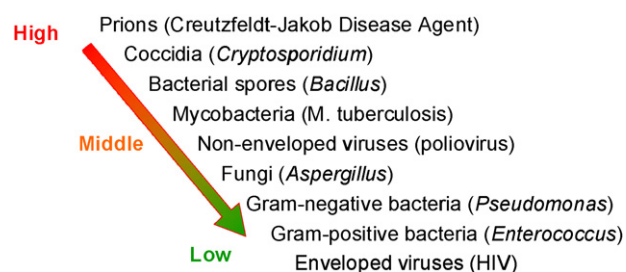 High
Prions (Creutzfeldt-Jakob Disease Agent)
Coccidia (Cryptosporidium)
Bacterial spores (Bacillus)
Mycobacteria (M. tuberculosis)
Middle
Non-enveloped viruses (poliovirus)
Fungi (Aspergillus)
Gram-negative bacteria (Pseudomonas)
Gram-positive bacteria (Enterococcus)
Low
Enveloped viruses (HIV)